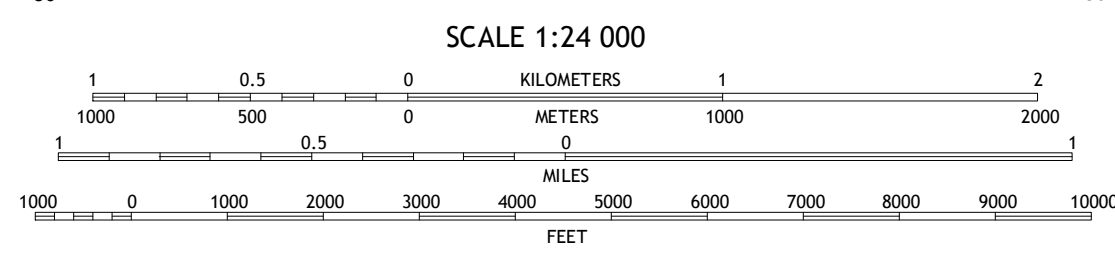 SCALE 1:24 000
1 0.5 0 KILOMETERS 1 2
1000 500 0 METERS 1000 2000
1 0.5 0 1
MILES
1000 0 1000 2000 3000 4000 5000 6000 7000 8000 9000 10000
FEET